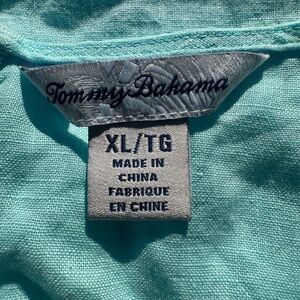 Tommy Bahama
XL/TG
MADE IN
CHINA
FABRIQUE
EN CHINE